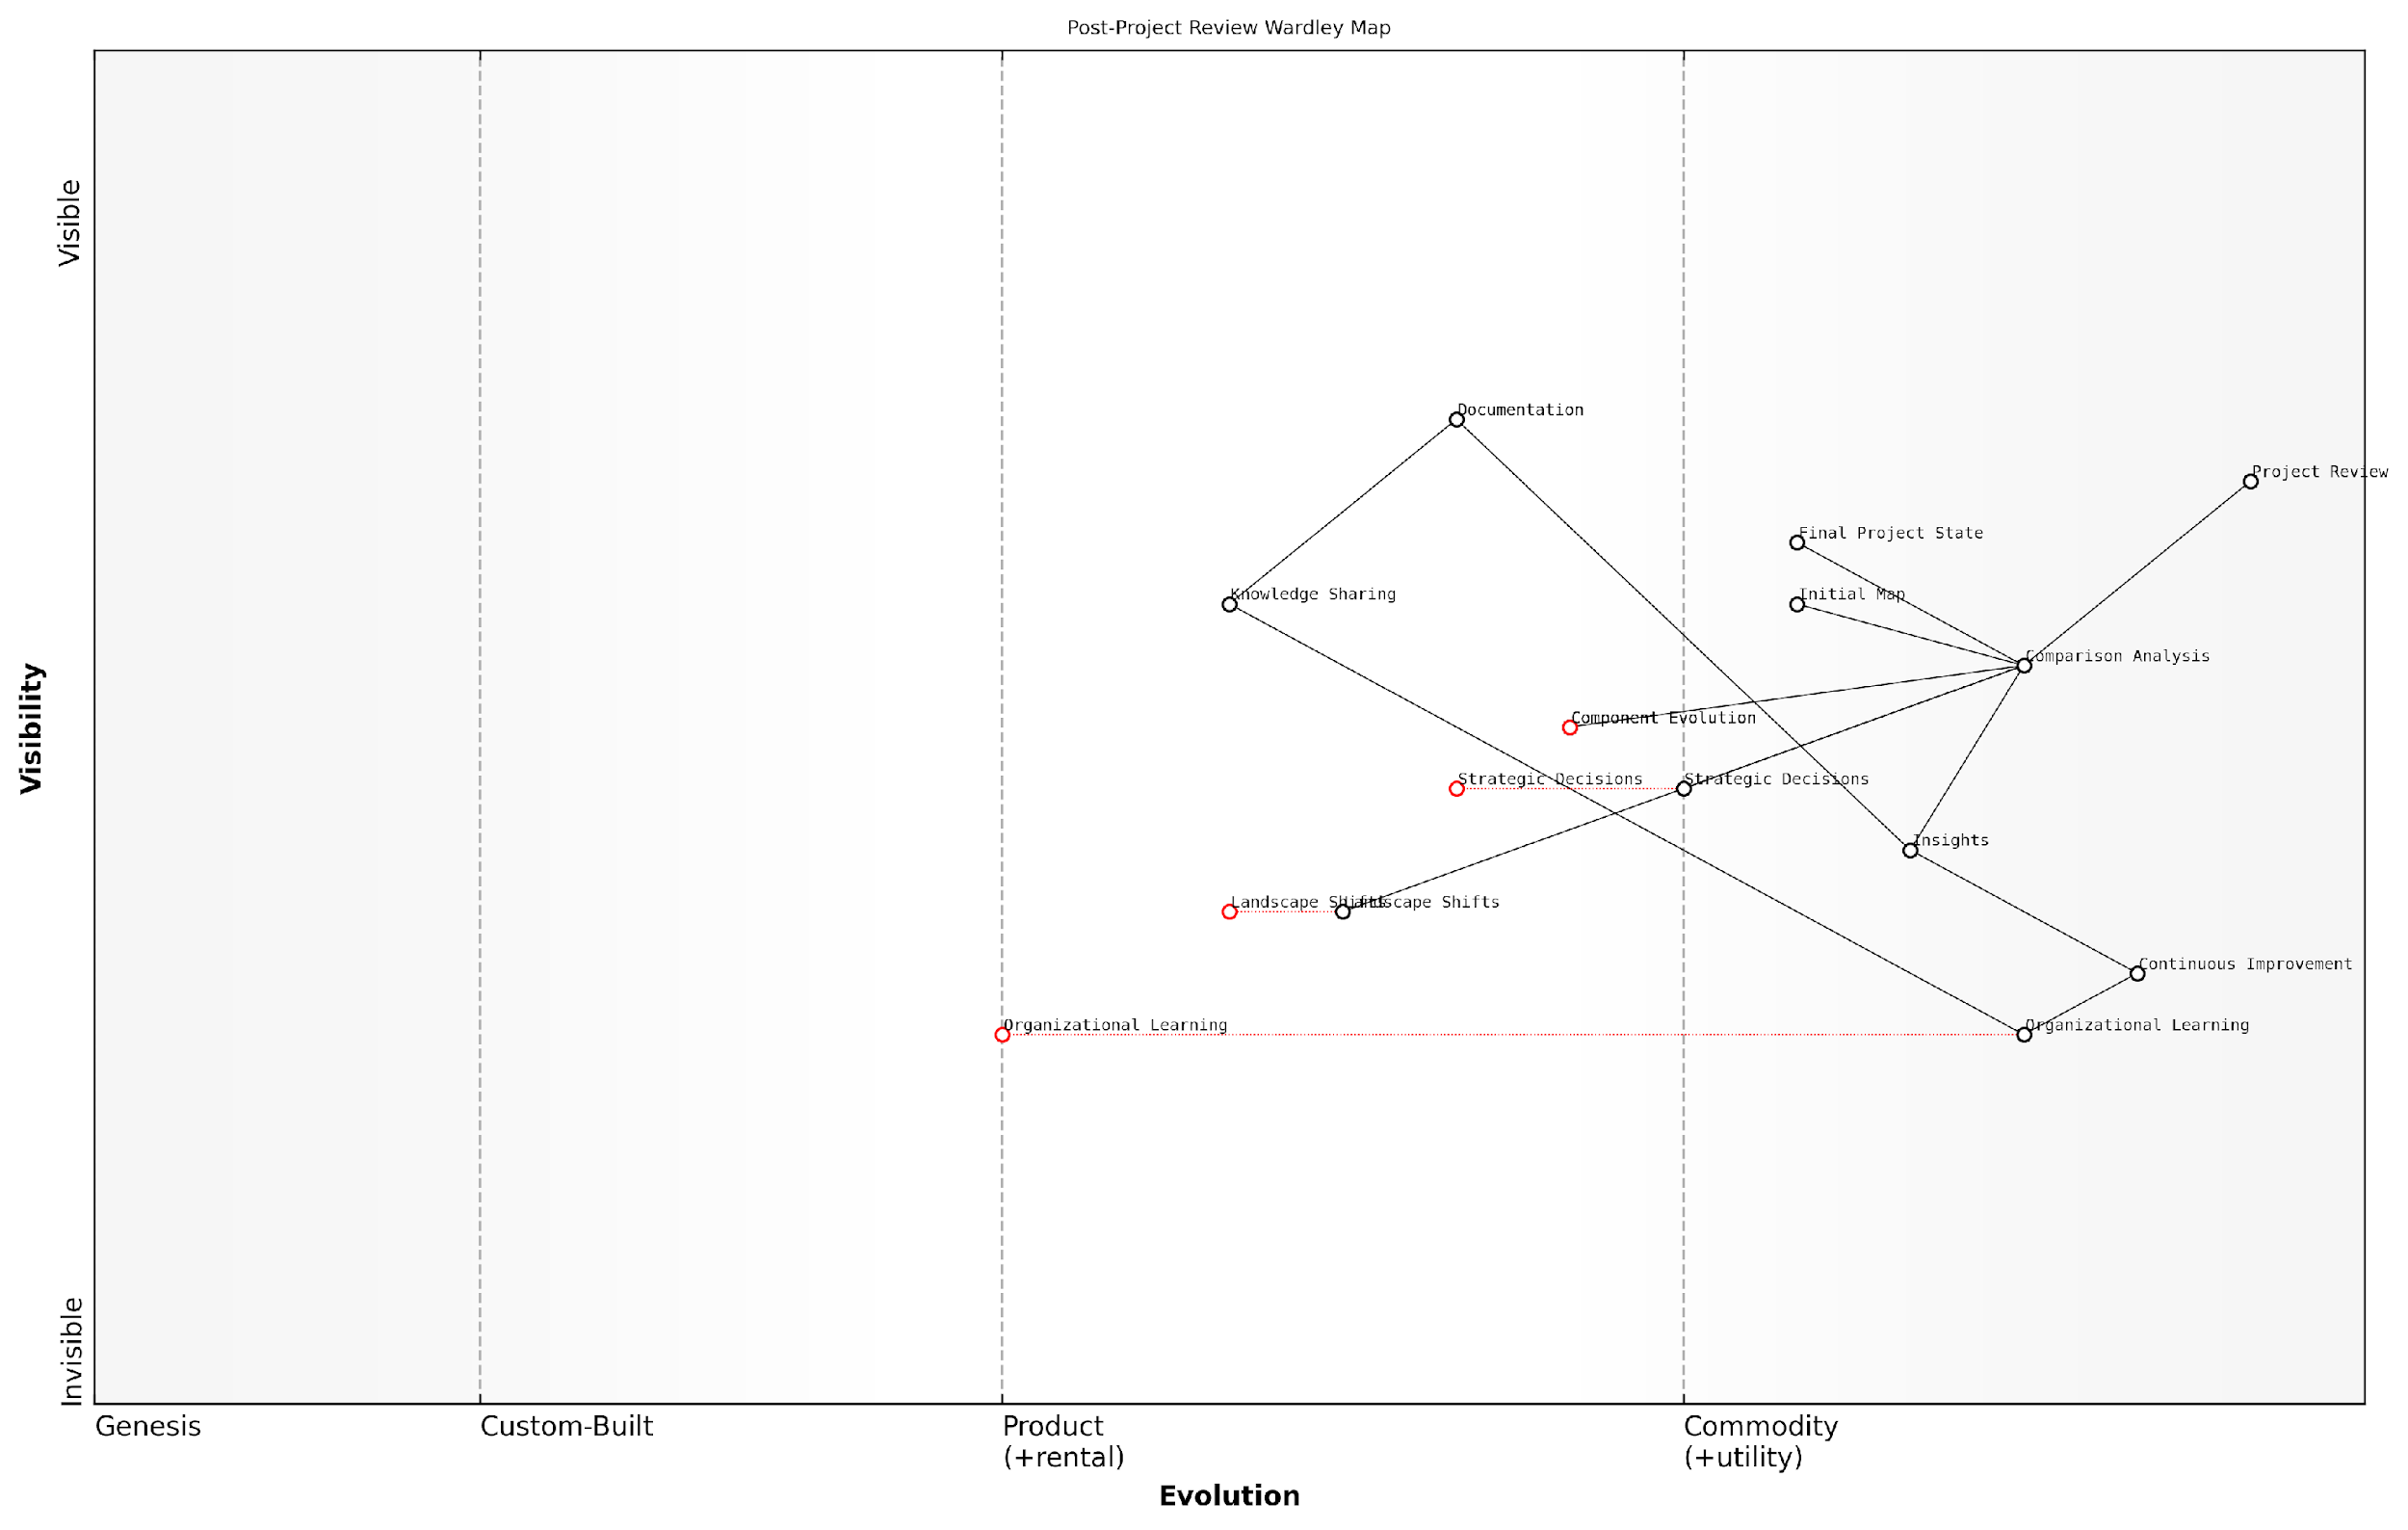 Post-Project Review Wardley Map
Visible
Visibility
Invisible
Documentation
Project Review
Final Project State
Knowledge Sharing
Initial Map
Comparison Analysis
Component Evolution
Strategic Decisions
Strategic Decisions
Insights
Landscape Shifts
Landscape Shifts
Continuous Improvement
Organizational Learning
Organizational Learning
Genesis
Custom-Built
Product
(+rental)
Commodity
(+utility)
Evolution